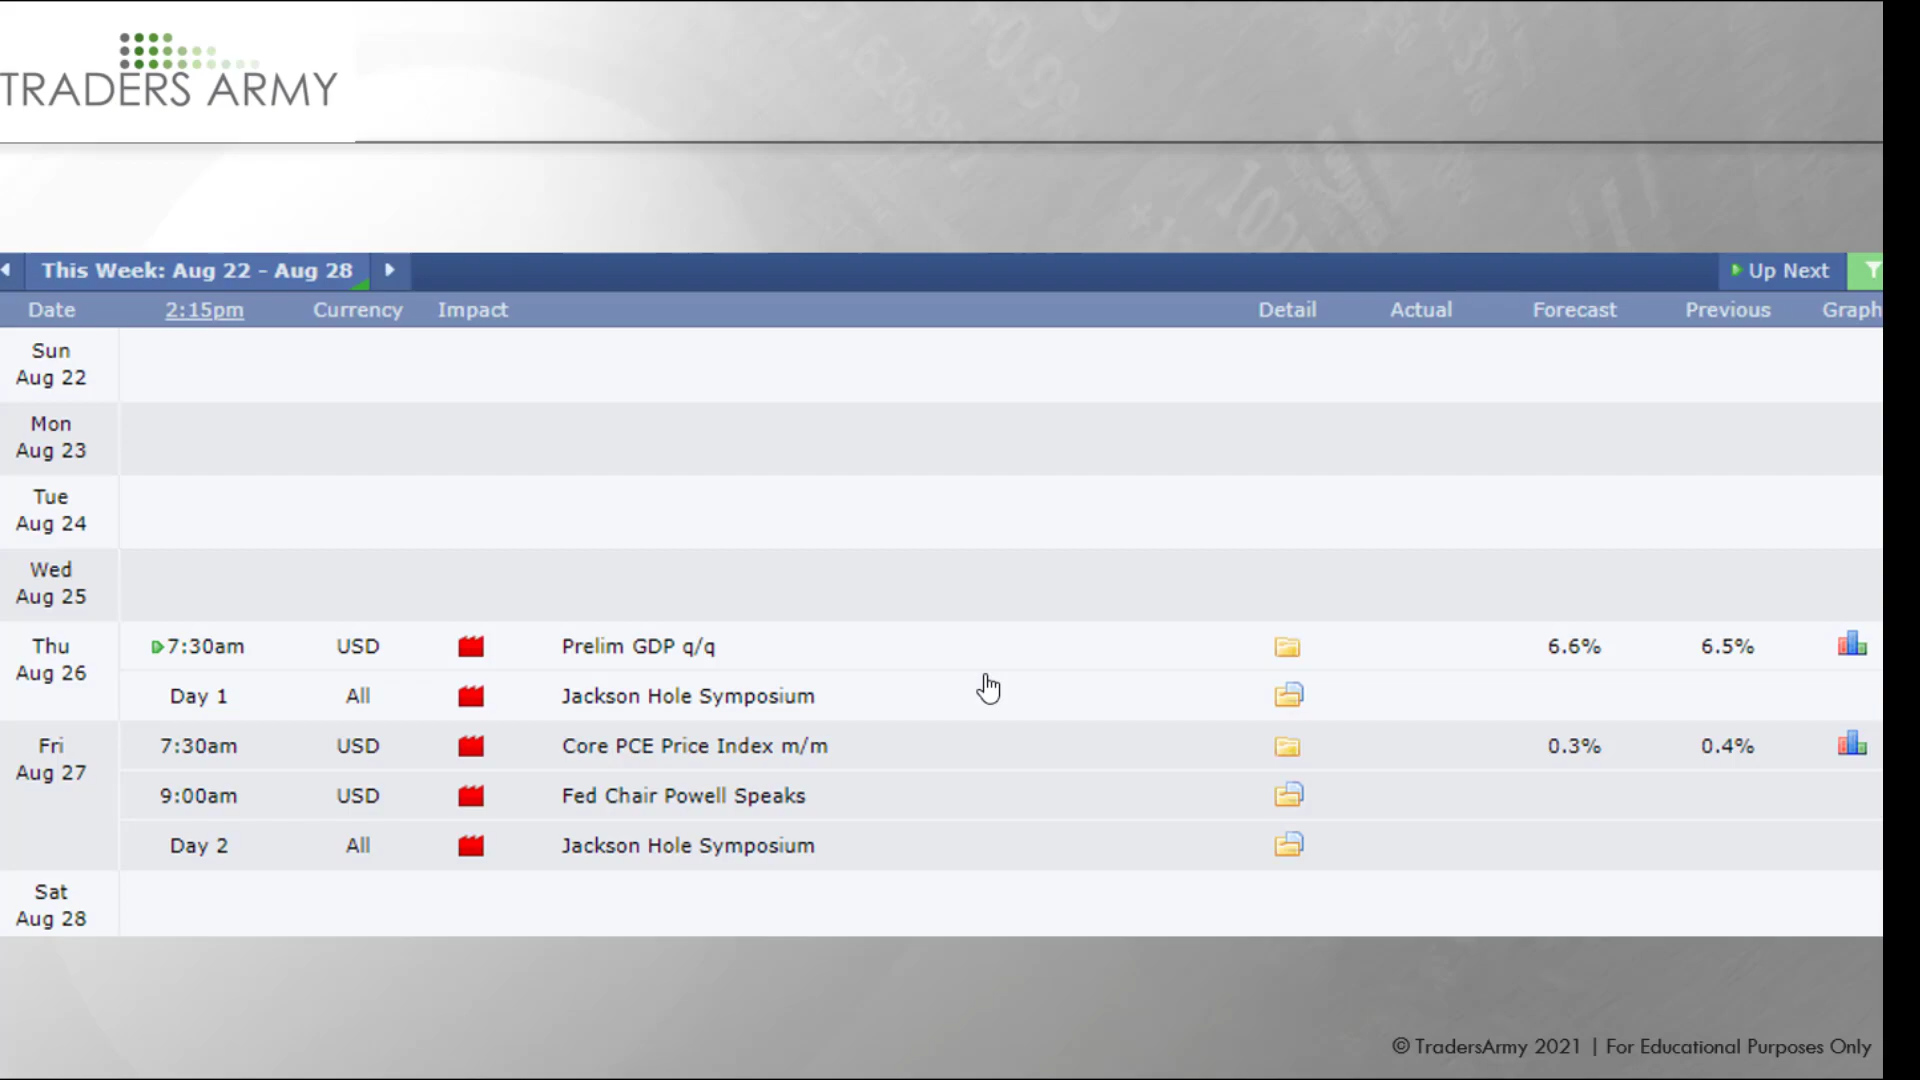 TRADERS ARMY
This Week: Aug 22 - Aug 28
Up Next
Date 2:15pm Currency Impact Detail Actual Forecast Previous Graph
Sun
Aug 22
Mon
Aug 23
Tue
Aug 24
Wed
Aug 25
Thu
Aug 26
7:30am USD Prelim GDP q/q 6.6% 6.5%
Day 1 All Jackson Hole Symposium
Fri
Aug 27
7:30am USD Core PCE Price Index m/m 0.3% 0.4%
9:00am USD Fed Chair Powell Speaks
Day 2 All Jackson Hole Symposium
Sat
Aug 28
© TradersArmy 2021 | For Educational Purposes Only